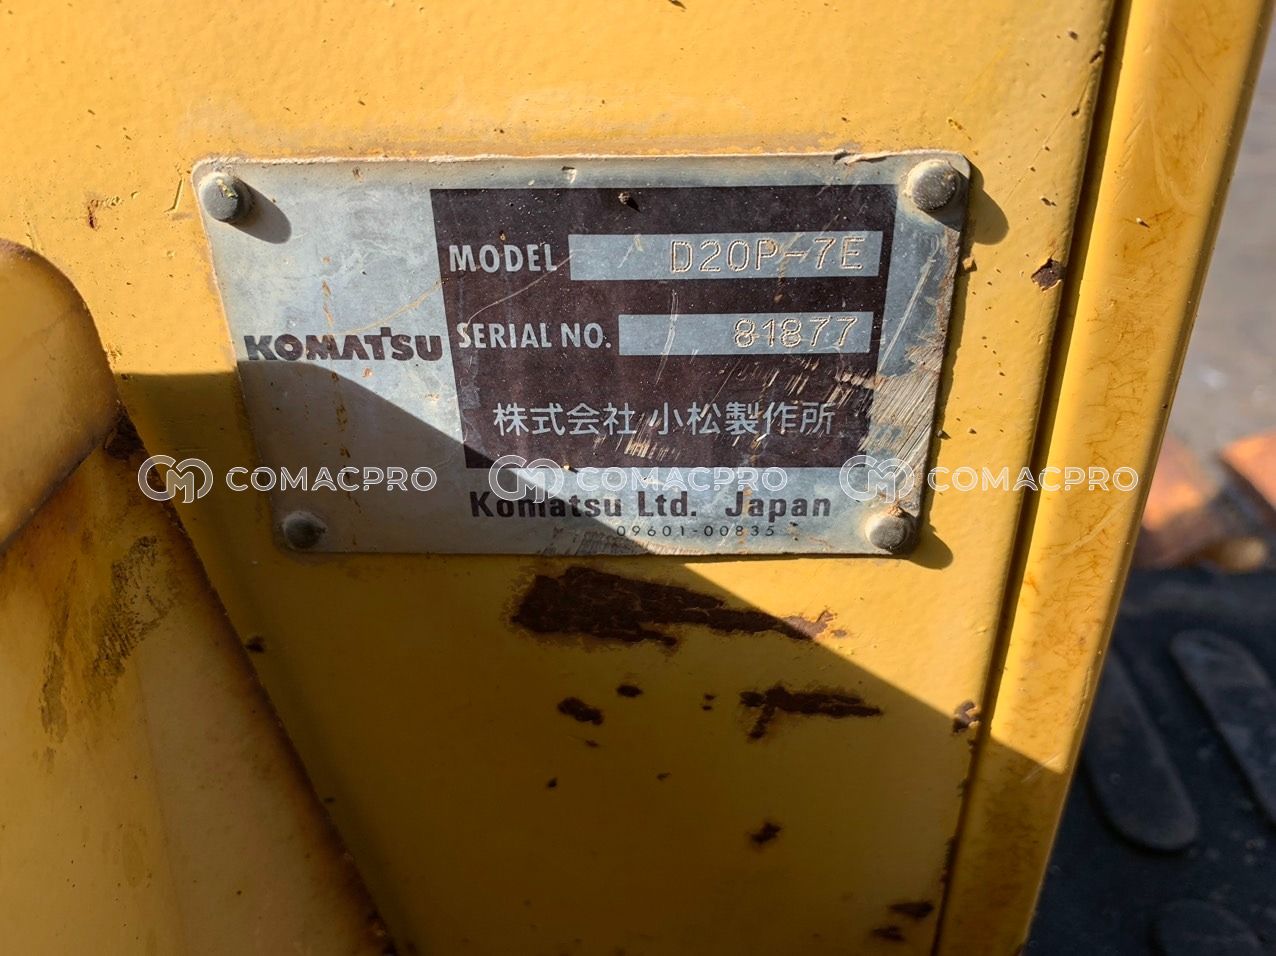 MODEL D20P-7E
KOMATSU
SERIAL NO. 81877
株式会社 小松製作所
COMACPRO COMACPRO COMACPRO
Komatsu Ltd. Japan
09601-00835